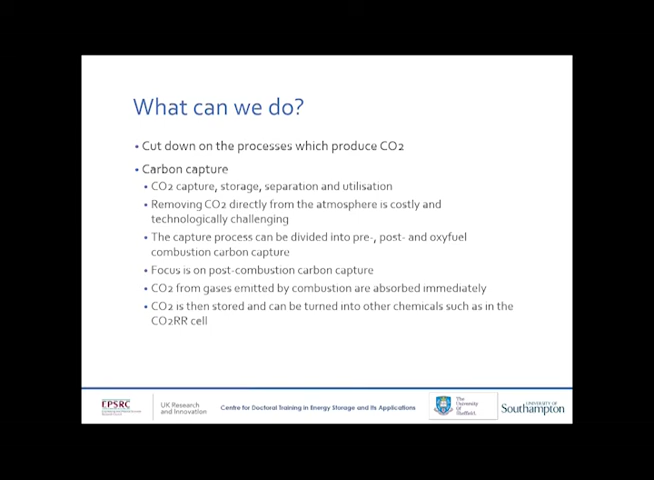 What can we do?
• Cut down on the processes which produce CO2
• Carbon capture
• CO2 capture, storage, separation and utilisation
• Removing CO2 directly from the atmosphere is costly and
technologically challenging
• The capture process can be divided into pre-, post- and oxyfuel
combustion carbon capture
• Focus is on post-combustion carbon capture
• CO2 from gases emitted by combustion are absorbed immediately
• CO2 is then stored and can be turned into other chemicals such as in the
CO2RR cell
EPSRC
UK Research
and Innovation
Centre for Doctoral Training in Energy Storage and its Applications
The
University
Of
Sheffield.
UNIVERSITY OF
Southampton